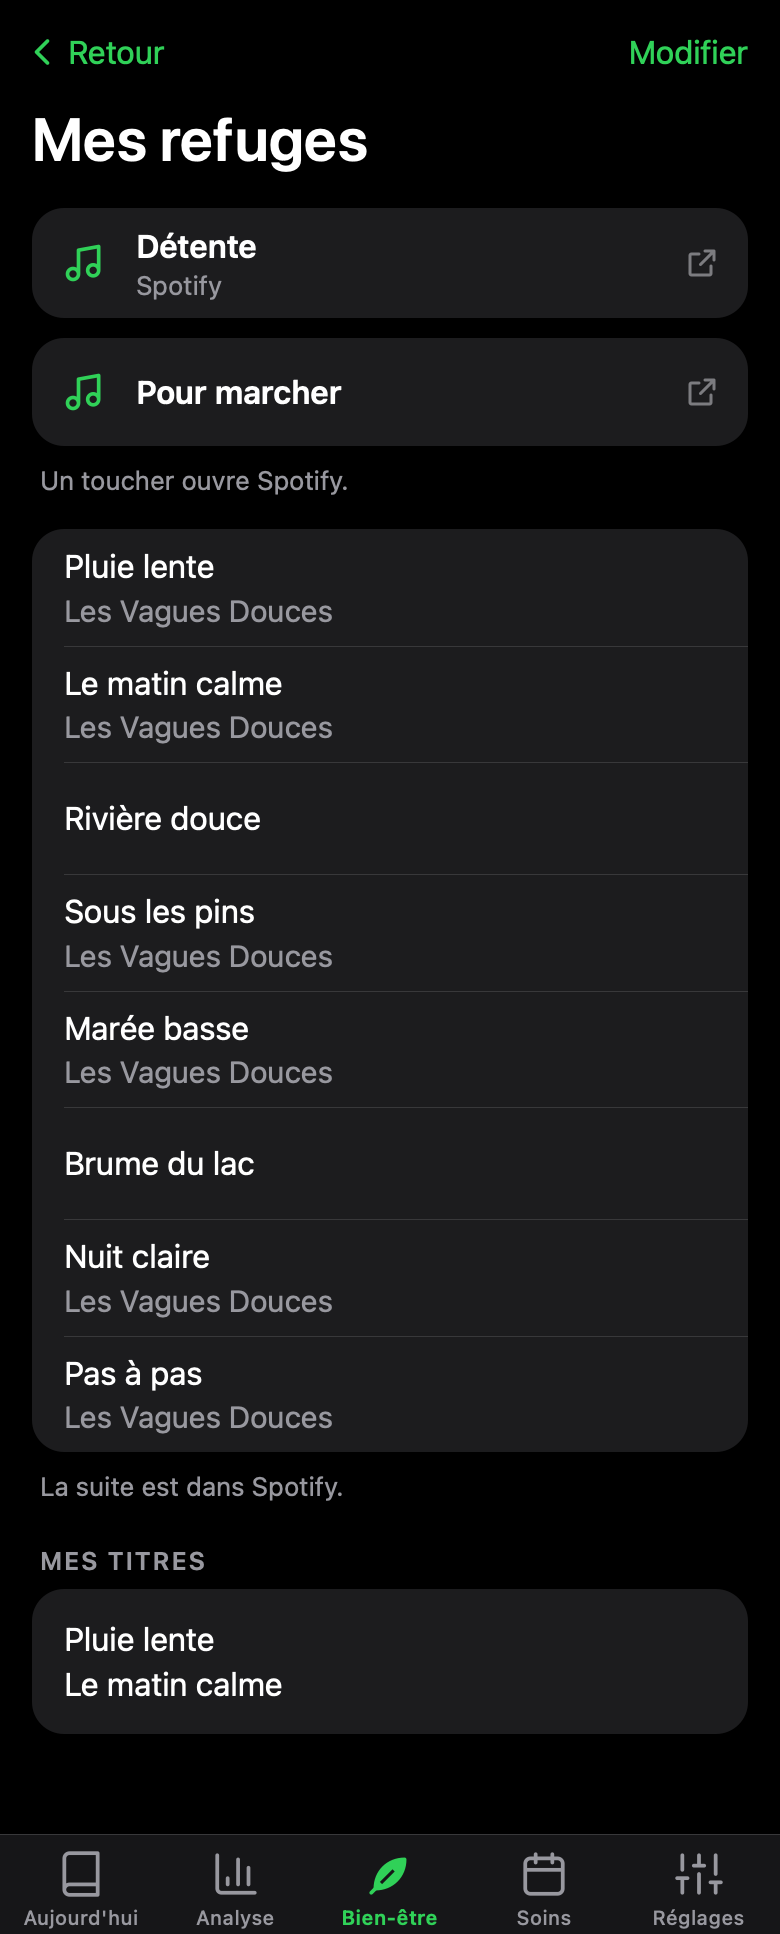 Retour
Modifier
Mes refuges
Détente
Spotify
Pour marcher
Un toucher ouvre Spotify.
Pluie lente
Les Vagues Douces
Le matin calme
Les Vagues Douces
Rivière douce
Sous les pins
Les Vagues Douces
Marée basse
Les Vagues Douces
Brume du lac
Nuit claire
Les Vagues Douces
Pas à pas
Les Vagues Douces
La suite est dans Spotify.
MES TITRES
Pluie lente
Le matin calme
Aujourd'hui
Analyse
Bien-être
Soins
Réglages